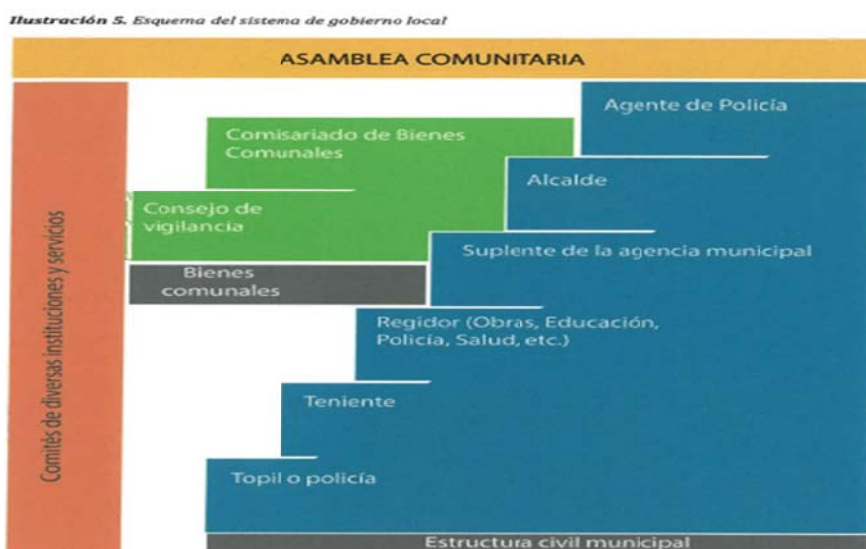 Ilustración 5. Esquema del sistema de gobierno local
ASAMBLEA COMUNITARIA
Agente de Policía
Comisariado de Bienes
Comunales
Alcalde
Consejo de
vigilancia
Suplente de la agencia municipal
Bienes
comunales
Regidor (Obras, Educación,
Policía, Salud, etc.)
Teniente
Topil o policía
Estructura civil municipal
Comités de diversas instituciones y servicios